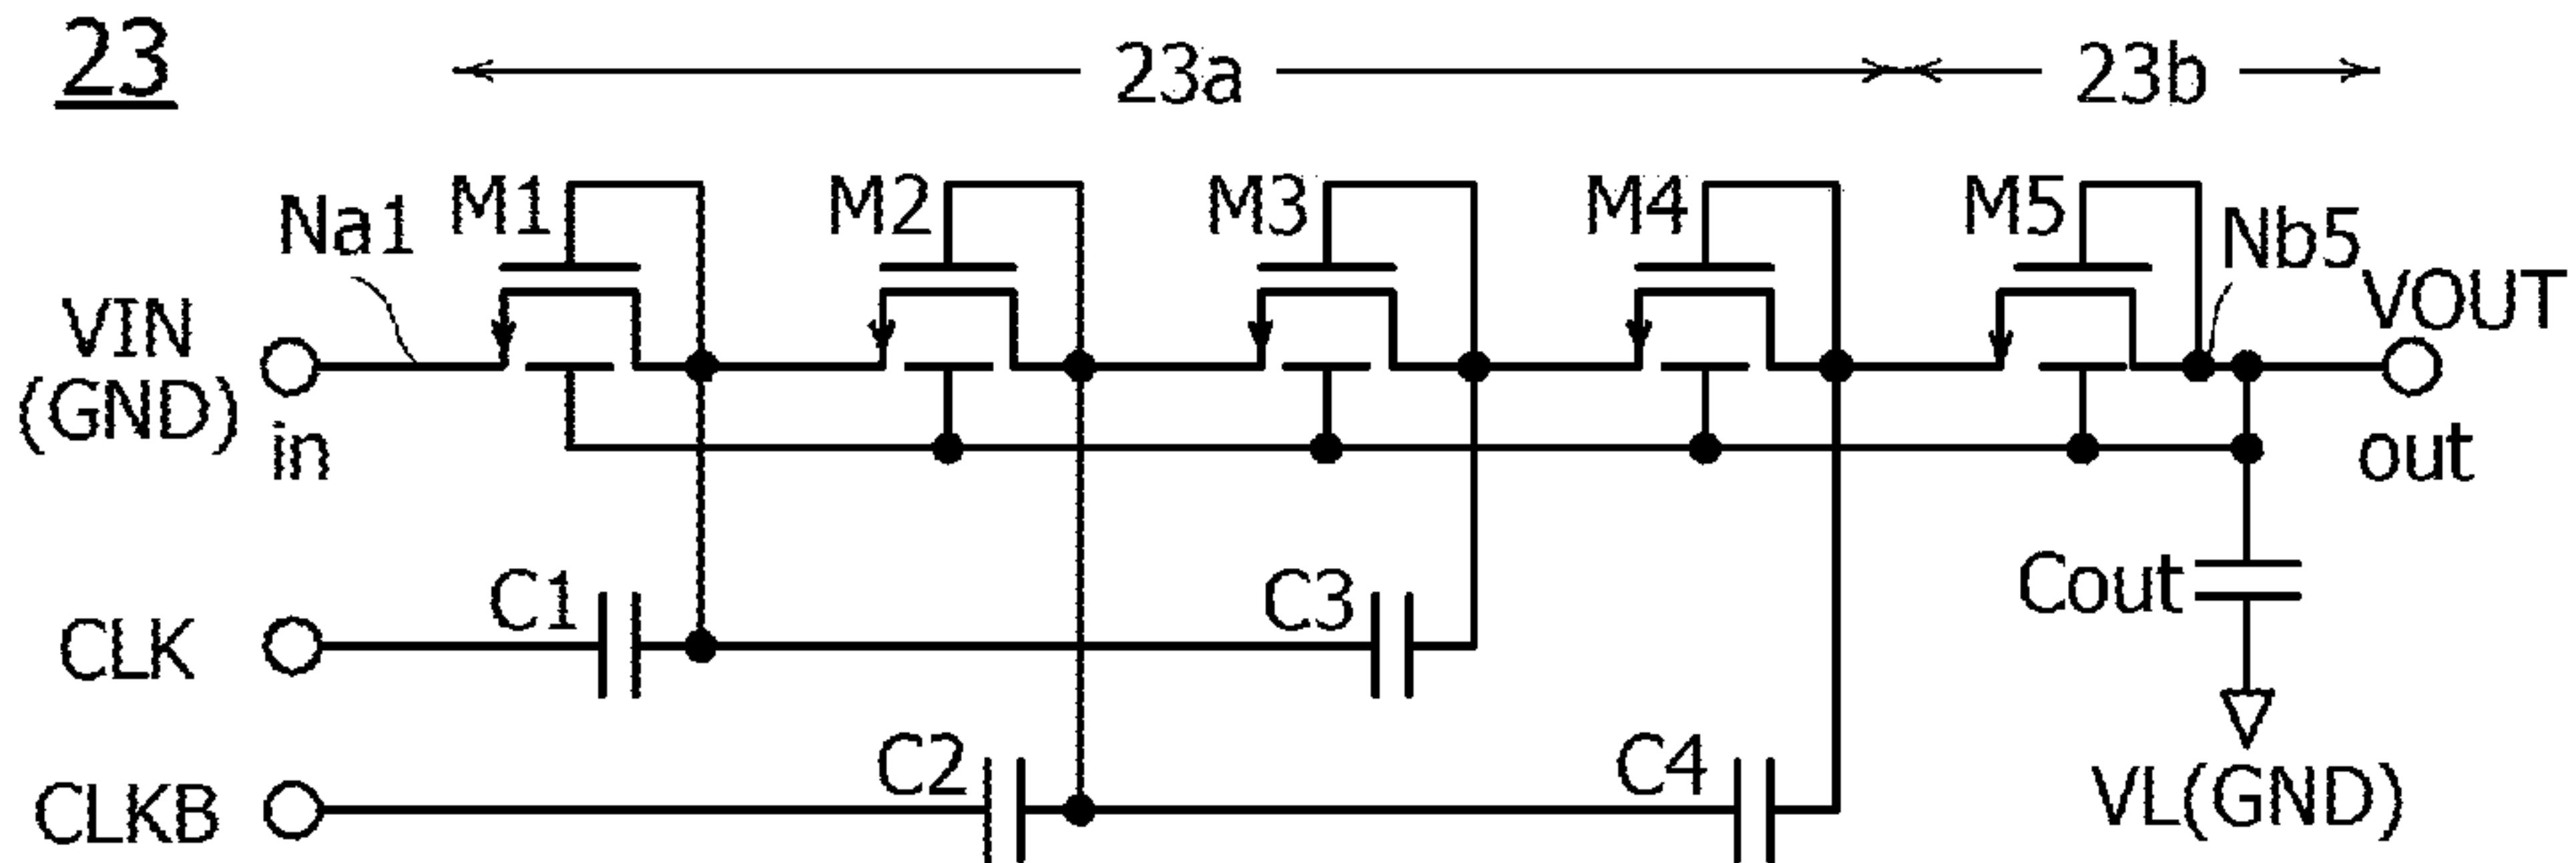 23
23a
23b
M1
M2
M3
M4
M5
Na1
Nb5
VIN
(GND)
in
VOUT
out
C1
C3
Cout
CLK
C2
C4
VL(GND)
CLKB